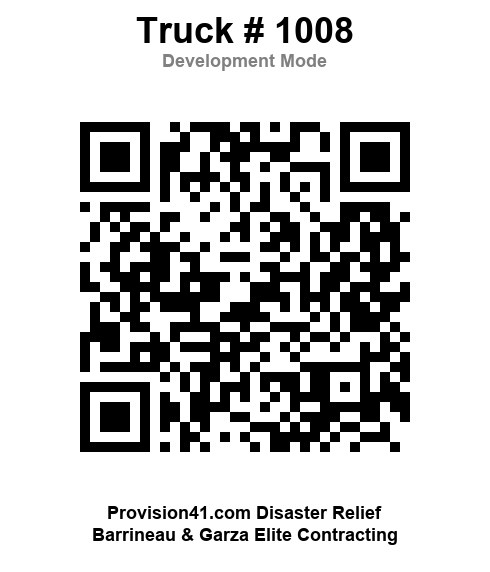 Truck # 1008
Development Mode
Provision41.com Disaster Relief
Barrineau & Garza Elite Contracting